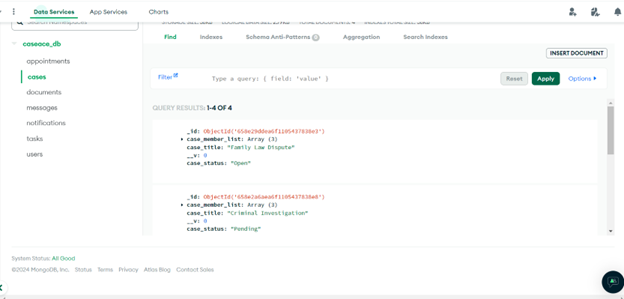 Data Services App Services Charts
Search Namespaces
caseace_db
appointments
cases
documents
messages
notifications
tasks
users
Find Indexes Schema Anti-Patterns 0 Aggregation Search Indexes
INSERT DOCUMENT
Filter Type a query: { field: 'value' } Reset Apply Options
QUERY RESULTS: 1-4 OF 4
_id: ObjectId('658e29ddea6f1105437838e3')
case_member_list: Array (3)
case_title: "Family Law Dispute"
__v: 0
case_status: "Open"
_id: ObjectId('658e2a6aea6f1105437838e8')
case_member_list: Array (3)
case_title: "Criminal Investigation"
__v: 0
case_status: "Pending"
System Status: All Good
©2024 MongoDB, Inc. Status Terms Privacy Atlas Blog Contact Sales